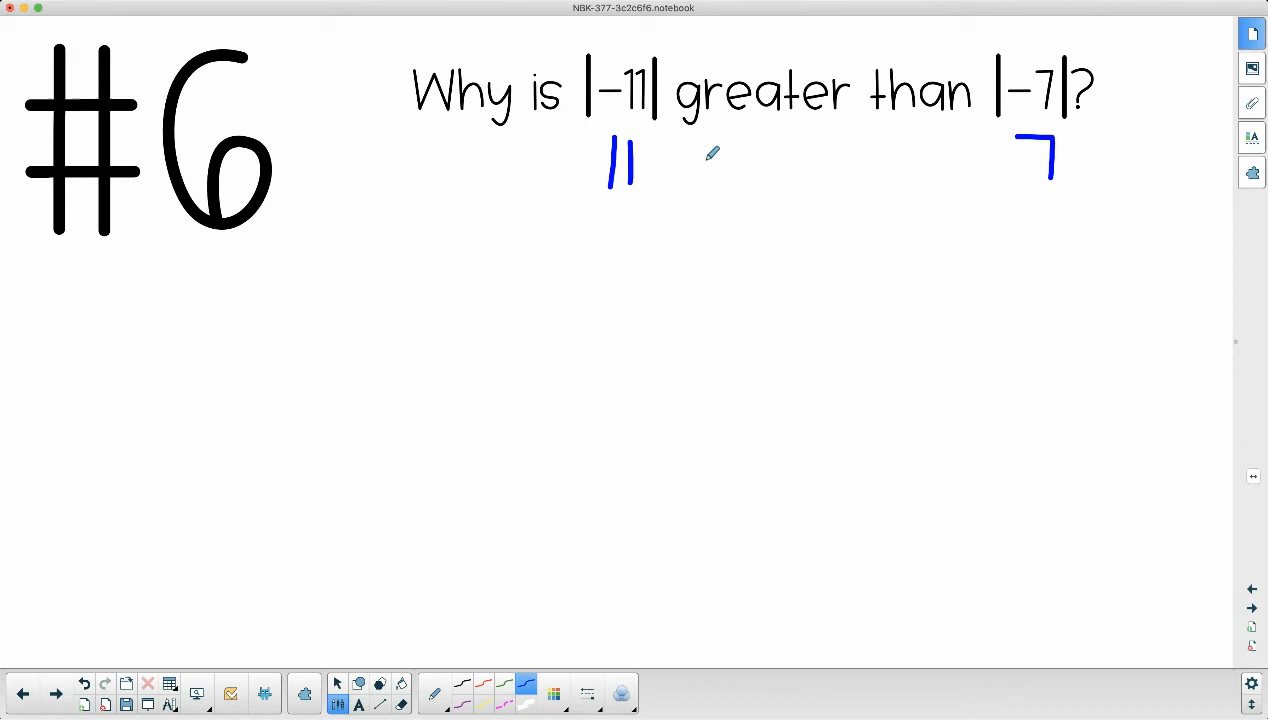 NBK-377-3c2c6f6.notebook
#6
Why is |-11| greater than |-7|?
11 7